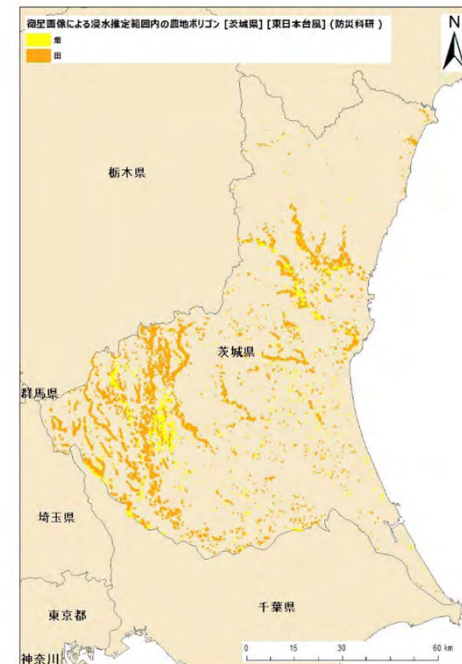 衛星画像による浸水推定範囲内の農地ポリゴン [茨城県] [東日本台風] (防災科研 )
畑
田
N
栃木県
茨城県
群馬県
埼玉県
千葉県
東京都
神奈川
0 15 30 60 km